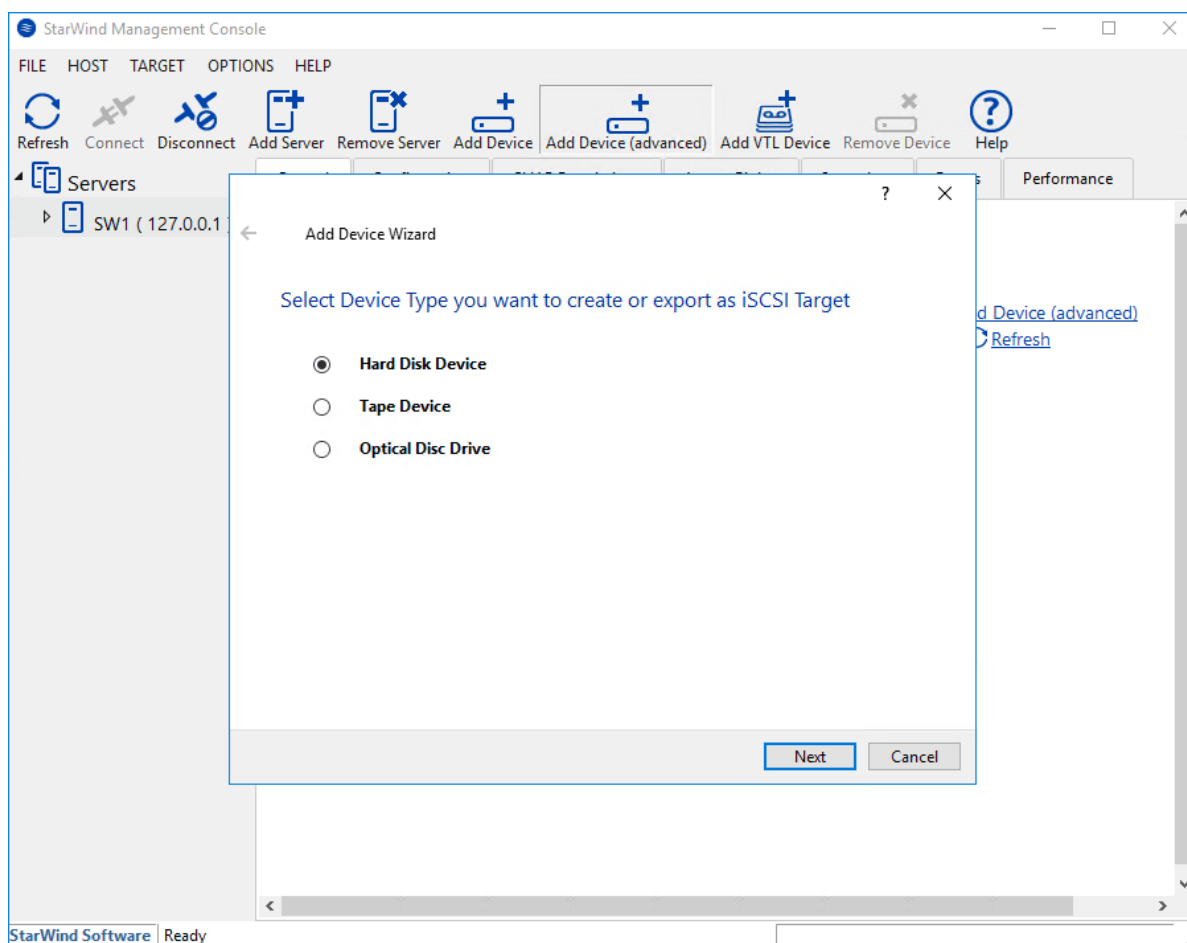 StarWind Management Console
FILE HOST TARGET OPTIONS HELP
Refresh Connect Disconnect Add Server Remove Server Add Device Add Device (advanced) Add VTL Device Remove Device Help
Servers
Performance
SW1 ( 127.0.0.1
?
Add Device Wizard
Select Device Type you want to create or export as iSCSI Target
d Device (advanced)
Refresh
Hard Disk Device
Tape Device
Optical Disc Drive
Next Cancel
StarWind Software Ready